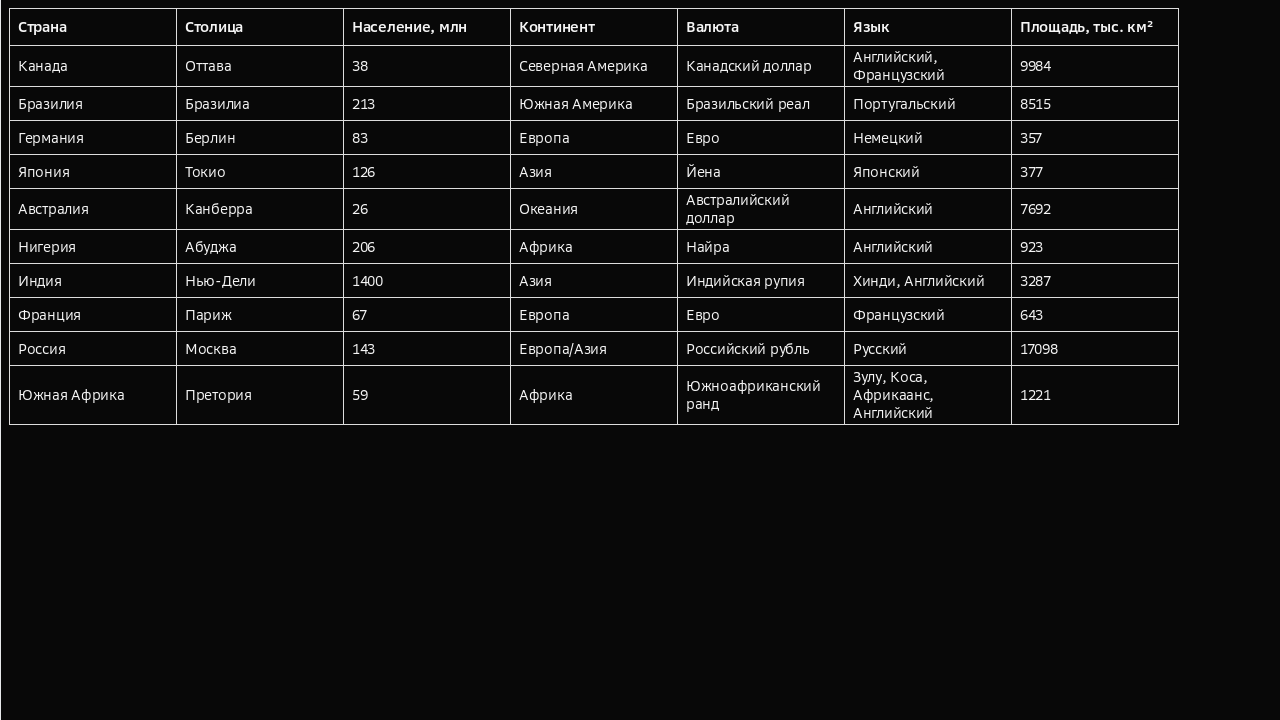 Страна Столица Население, млн Континент Валюта Язык Площадь, тыс. км²
Канада Оттава 38 Северная Америка Канадский доллар Английский, Французский 9984
Бразилия Бразилиа 213 Южная Америка Бразильский реал Португальский 8515
Германия Берлин 83 Европа Евро Немецкий 357
Япония Токио 126 Азия Йена Японский 377
Австралия Канберра 26 Океания Австралийский доллар Английский 7692
Нигерия Абуджа 206 Африка Найра Английский 923
Индия Нью-Дели 1400 Азия Индийская рупия Хинди, Английский 3287
Франция Париж 67 Европа Евро Французский 643
Россия Москва 143 Европа/Азия Российский рубль Русский 17098
Южная Африка Претория 59 Африка Южноафриканский ранд Зулу, Коса, Африкаанс, Английский 1221